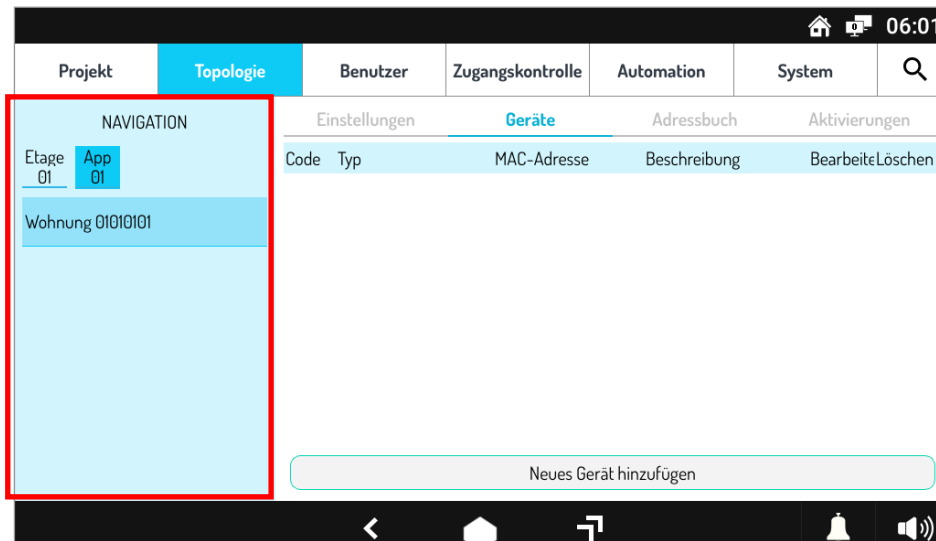 06:01
Projekt Topologie Benutzer Zugangskontrolle Automation System
NAVIGATION
Einstellungen Geräte Adressbuch Aktivierungen
Etage App
01 01
Code Typ MAC-Adresse Beschreibung Bearbeite Löschen
Wohnung 01010101
Neues Gerät hinzufügen